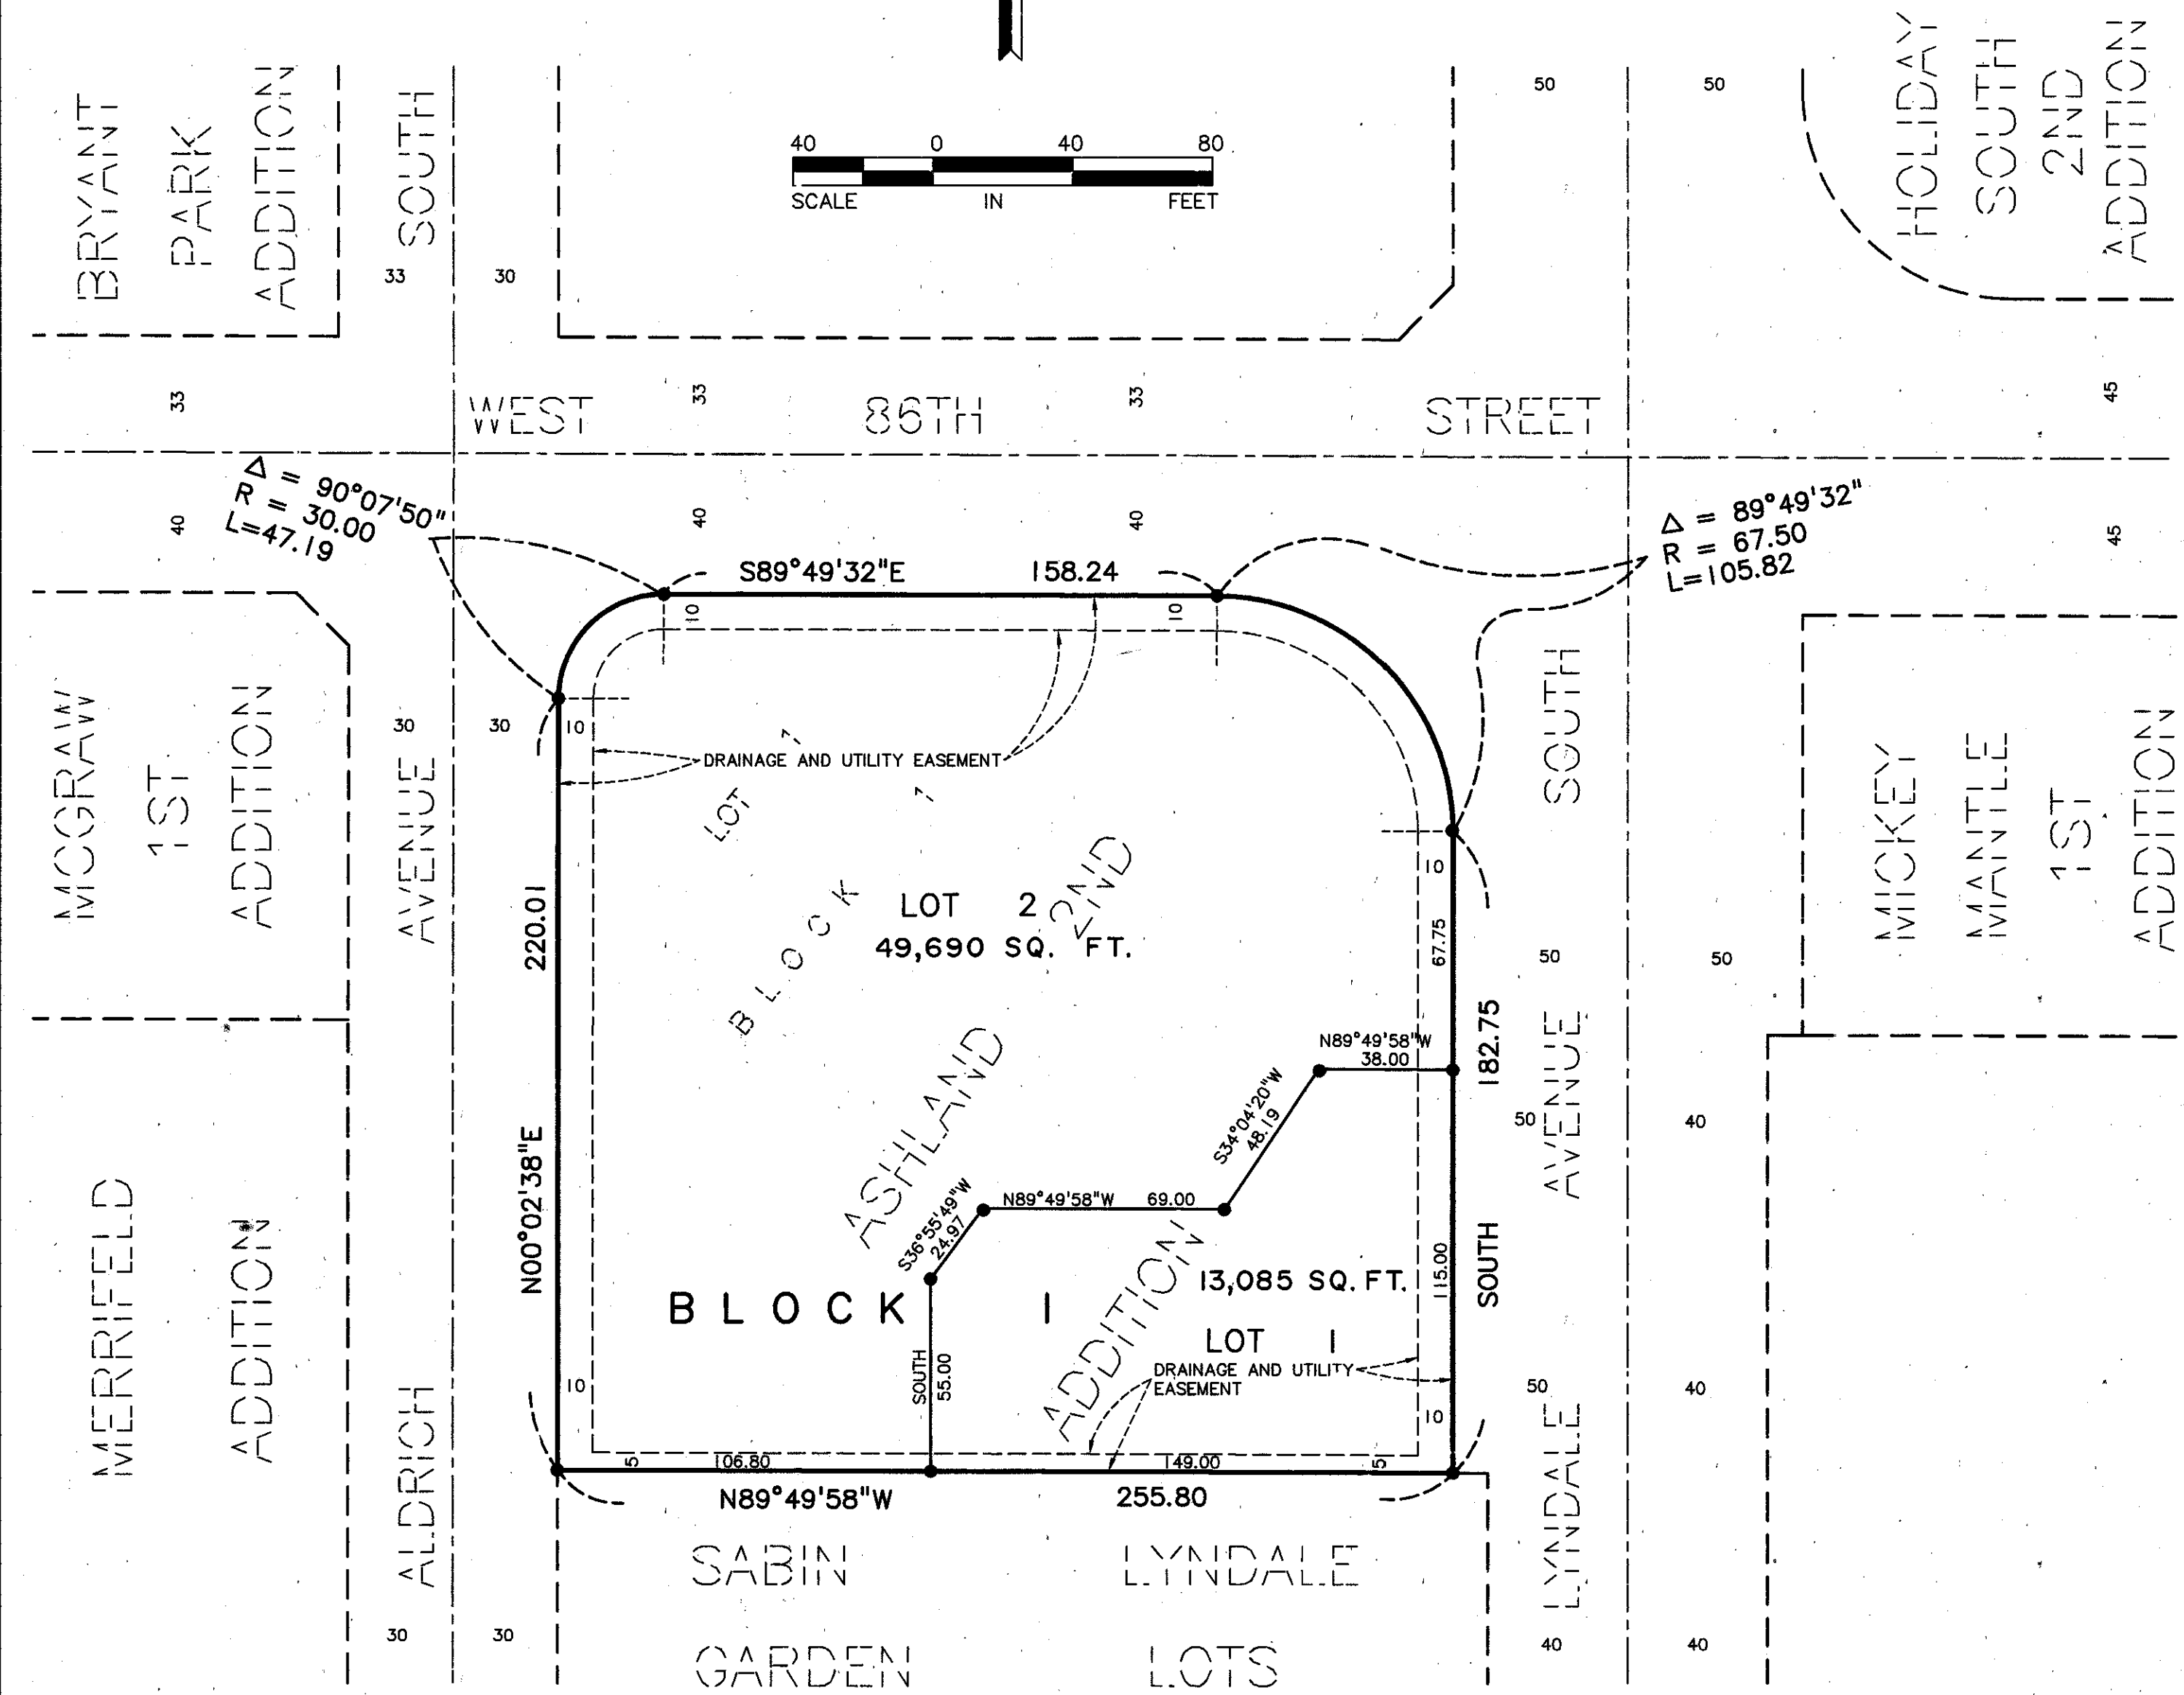 BRYANT
PARK
ADDITION
SOUTH
33
30
40 0 40 80
SCALE IN FEET
50
50
HOLIDAY
SOUTH
2ND
ADDITION
33
33
33
45
WEST 86TH STREET
Δ = 90°07'50"
R = 30.00
L=47.19
40
40
40
45
Δ = 89°49'32"
R = 67.50
L=105.82
S89°49'32"E 158.24
10
10
MCGRAW
1ST.
ADDITION
30
30
10
AVENUE
220.01
DRAINAGE AND UTILITY EASEMENT
LOT 1
BLOCK 1
LOT 2
49,690 SQ. FT.
ASHLAND 2ND
ADDITION
10
67.75
SOUTH
50
50
MICKEY
MANTLE
1ST
ADDITION
182.75
N89°49'58"W
38.00
S34°04'20"W
48.19
50
40
AVENUE
N89°49'58"W 69.00
S36°55'49"W
24.97
N00°02'38"E
MERRIFIELD
ADDITION
13,085 SQ. FT.
115.00
SOUTH
BLOCK 1
LOT 1
DRAINAGE AND UTILITY
EASEMENT
SOUTH
55.00
10
10
50
40
ALDRICH
LYNDALE
5
106.80
149.00
5
N89°49'58"W 255.80
SABIN LYNDALE
GARDEN LOTS
30
30
40
40